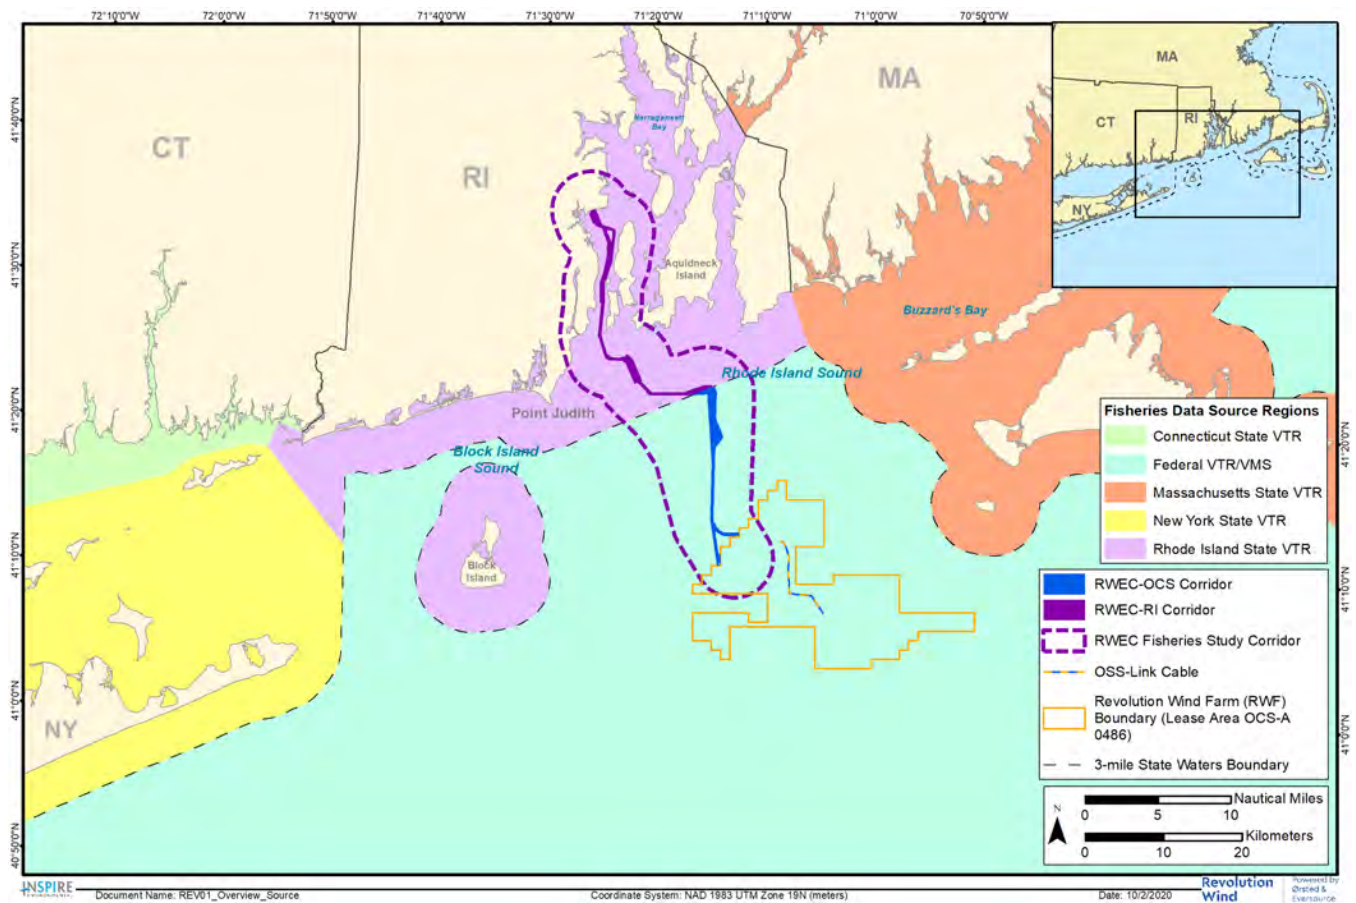 72°10'0"W 72°0'0"W 71°50'0"W 71°40'0"W 71°30'0"W 71°20'0"W 71°10'0"W 71°0'0"W 70°50'0"W
41°40'0"N
41°30'0"N
41°20'0"N
41°10'0"N
41°0'0"N
40°50'0"N
CT
RI
MA
NY
Narragansett
Bay
Aquidneck
Island
Buzzard's Bay
Rhode Island Sound
Point Judith
Block Island
Sound
Block
Island
MA
CT
RI
NY
41°20'0"N
41°10'0"N
41°0'0"N
Fisheries Data Source Regions
Connecticut State VTR
Federal VTR/VMS
Massachusetts State VTR
New York State VTR
Rhode Island State VTR
RWEC-OCS Corridor
RWEC-RI Corridor
RWEC Fisheries Study Corridor
OSS-Link Cable
Revolution Wind Farm (RWF)
Boundary (Lease Area OCS-A
0486)
3-mile State Waters Boundary
N
Nautical Miles
0 5 10
Kilometers
0 10 20
INSPIRE
Document Name: REV01_Overview_Source
Coordinate System: NAD 1983 UTM Zone 19N (meters)
Date: 10/2/2020
Revolution
Wind
Powered by
Ørsted &
Eversource